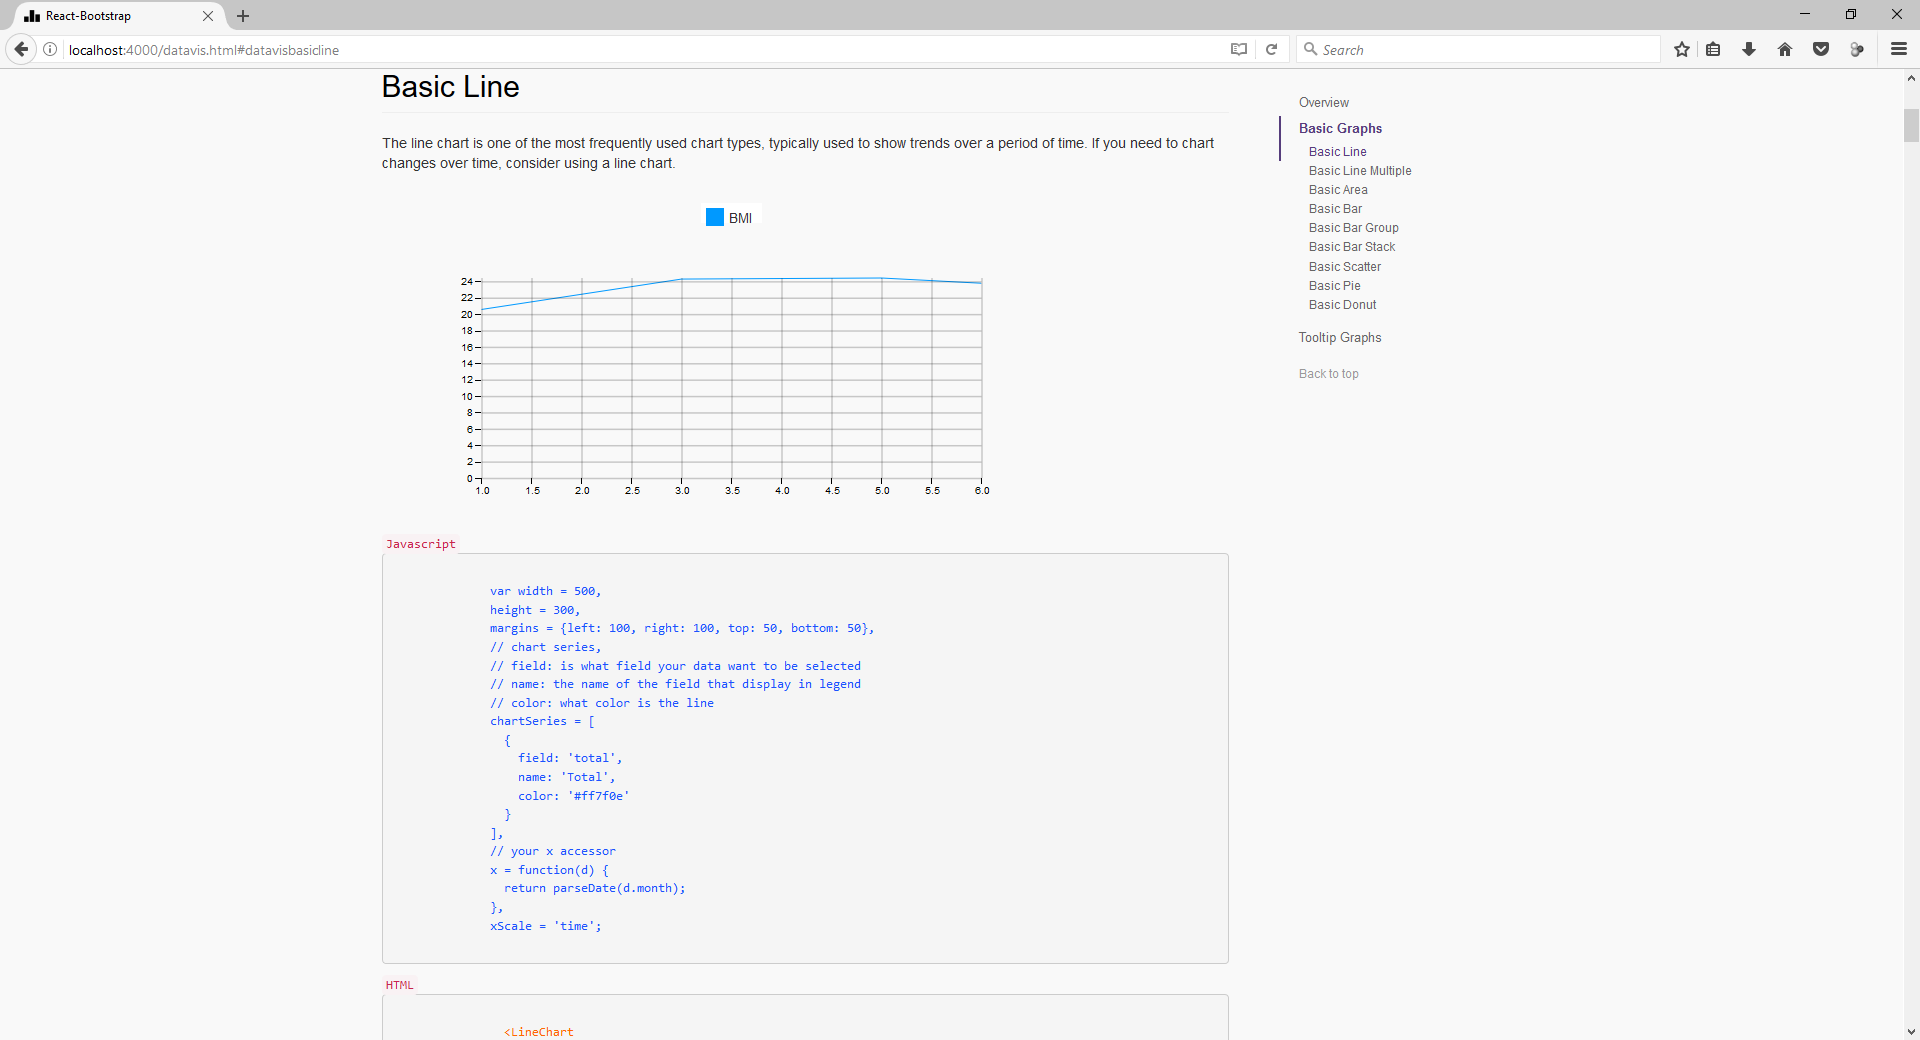 React-Bootstrap
localhost:4000/datavis.html#datavisbasicline
Search
Basic Line
The line chart is one of the most frequently used chart types, typically used to show trends over a period of time. If you need to chart
changes over time, consider using a line chart.
BMI
24
22
20
18
16
14
12
10
8
6
4
2
0
1.0 1.5 2.0 2.5 3.0 3.5 4.0 4.5 5.0 5.5 6.0
Javascript
var width = 500,
height = 300,
margins = {left: 100, right: 100, top: 50, bottom: 50},
// chart series,
// field: is what field your data want to be selected
// name: the name of the field that display in legend
// color: what color is the line
chartSeries = [
{
field: 'total',
name: 'Total',
color: '#ff7f0e'
}
],
// your x accessor
x = function(d) {
return parseDate(d.month);
},
xScale = 'time';
HTML
<LineChart
Overview
Basic Graphs
Basic Line
Basic Line Multiple
Basic Area
Basic Bar
Basic Bar Group
Basic Bar Stack
Basic Scatter
Basic Pie
Basic Donut
Tooltip Graphs
Back to top